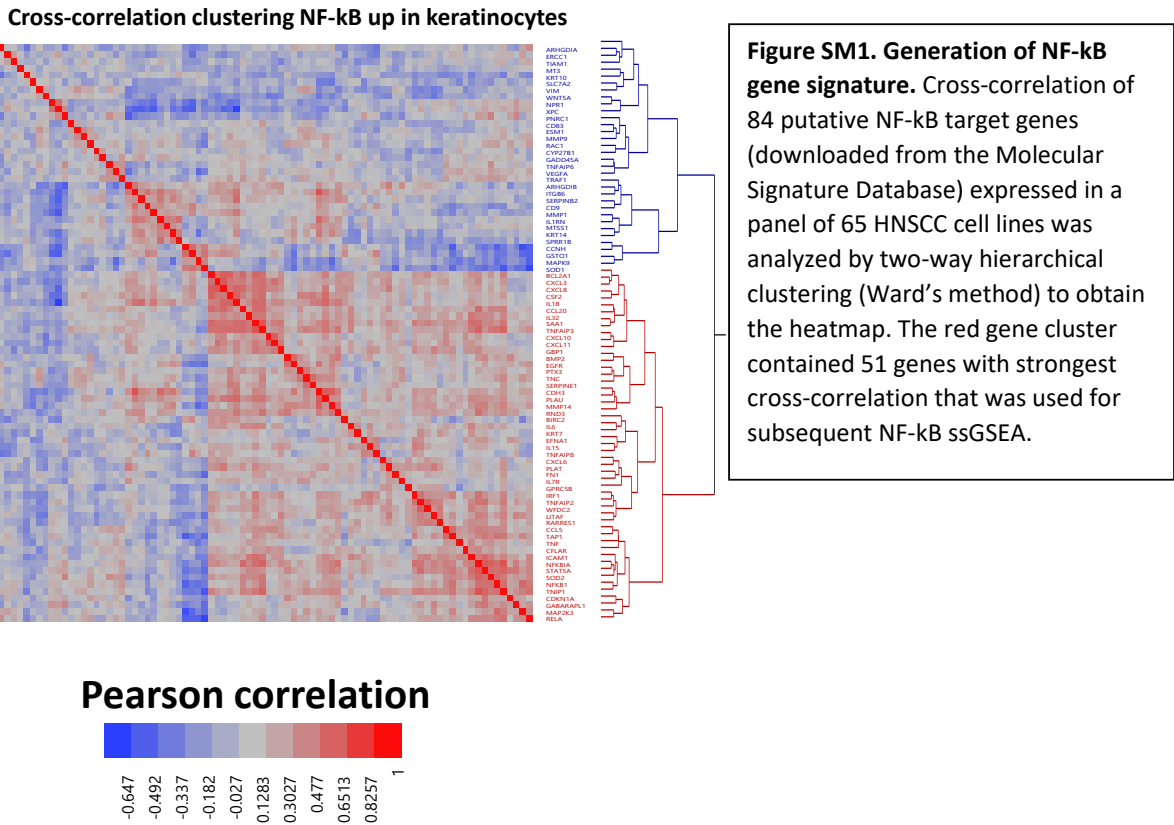 Cross-correlation clustering NF-kB up in keratinocytes
ARHGDIA
ERCC1
TIAM1
MT3
KRT10
SLC7A2
VIM
WNT5A
NPR1
XPC
PNRC1
CD83
ESM1
MMP9
RAC1
CYP27B1
GADD45A
TNFAIP6
VEGFA
TRAF1
ARHGDIB
ITGB6
SERPINB2
CD9
MMP1
IL1RN
MTSS1
KRT14
SPRR1B
CCNH
GSTO1
MAPK9
SOD1
BCL2A1
CXCL3
CXCL8
CSF2
IL1B
CCL20
IL32
SAA1
TNFAIP3
CXCL10
CXCL11
GBP1
BMP2
EGFR
PTX3
TNC
SERPINE1
CDH3
PLAU
MMP14
RND3
BIRC2
IL6
KRT7
EFNA1
IL15
TNFAIP8
CXCL6
PLAT
FN1
IL7R
GPRC5B
IRF1
TNFAIP2
WFDC2
LITAF
RARRES1
CCL5
TAP1
TNF
CFLAR
ICAM1
NFKBIA
STAT5A
SOD2
NFKB1
TNIP1
CDKN1A
GABARAPL1
MAP2K3
RELA
Figure SM1. Generation of NF-kB
gene signature. Cross-correlation of
84 putative NF-kB target genes
(downloaded from the Molecular
Signature Database) expressed in a
panel of 65 HNSCC cell lines was
analyzed by two-way hierarchical
clustering (Ward's method) to obtain
the heatmap. The red gene cluster
contained 51 genes with strongest
cross-correlation that was used for
subsequent NF-kB ssGSEA.
Pearson correlation
-0.647
-0.492
-0.337
-0.182
-0.027
0.1283
0.3027
0.477
0.6513
0.8257
1